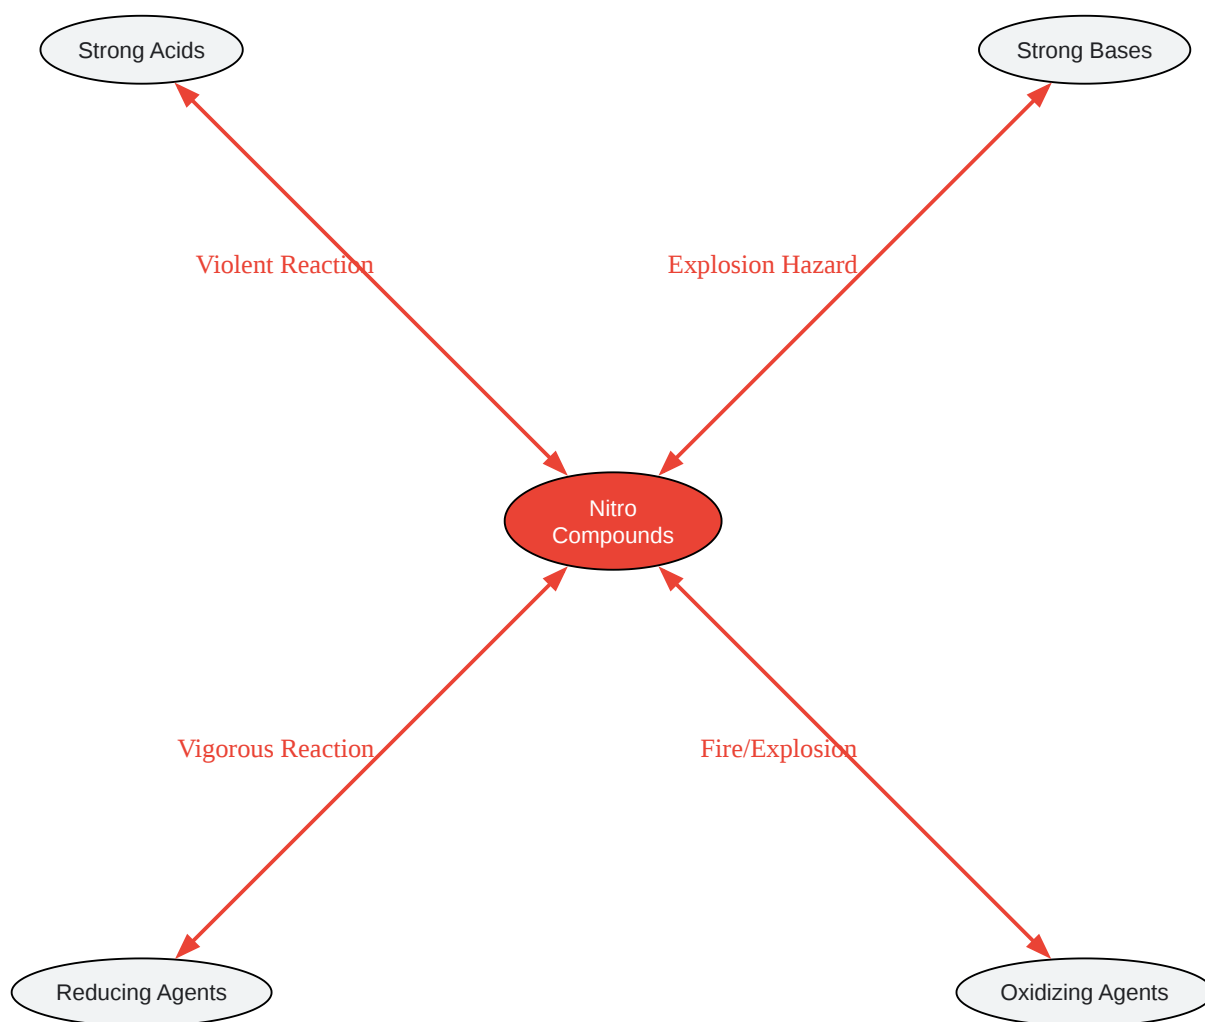 Strong Acids
Strong Bases
Violent Reaction
Explosion Hazard
Nitro
Compounds
Vigorous Reaction
Fire/Explosion
Reducing Agents
Oxidizing Agents